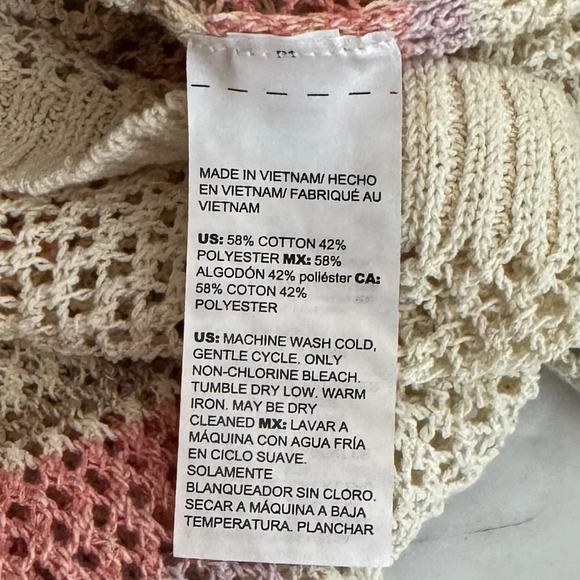 MADE IN VIETNAM/ HECHO
EN VIETNAM/ FABRIQUÉ AU
VIETNAM
US: 58% COTTON 42%
POLYESTER MX: 58%
ALGODÓN 42% poliéster CA:
58% COTON 42%
POLYESTER
US: MACHINE WASH COLD,
GENTLE CYCLE. ONLY
NON-CHLORINE BLEACH.
TUMBLE DRY LOW. WARM
IRON. MAY BE DRY
CLEANED MX: LAVAR A
MÁQUINA CON AGUA FRÍA
EN CICLO SUAVE.
SOLAMENTE
BLANQUEADOR SIN CLORO.
SECAR A MÁQUINA A BAJA
TEMPERATURA. PLANCHAR